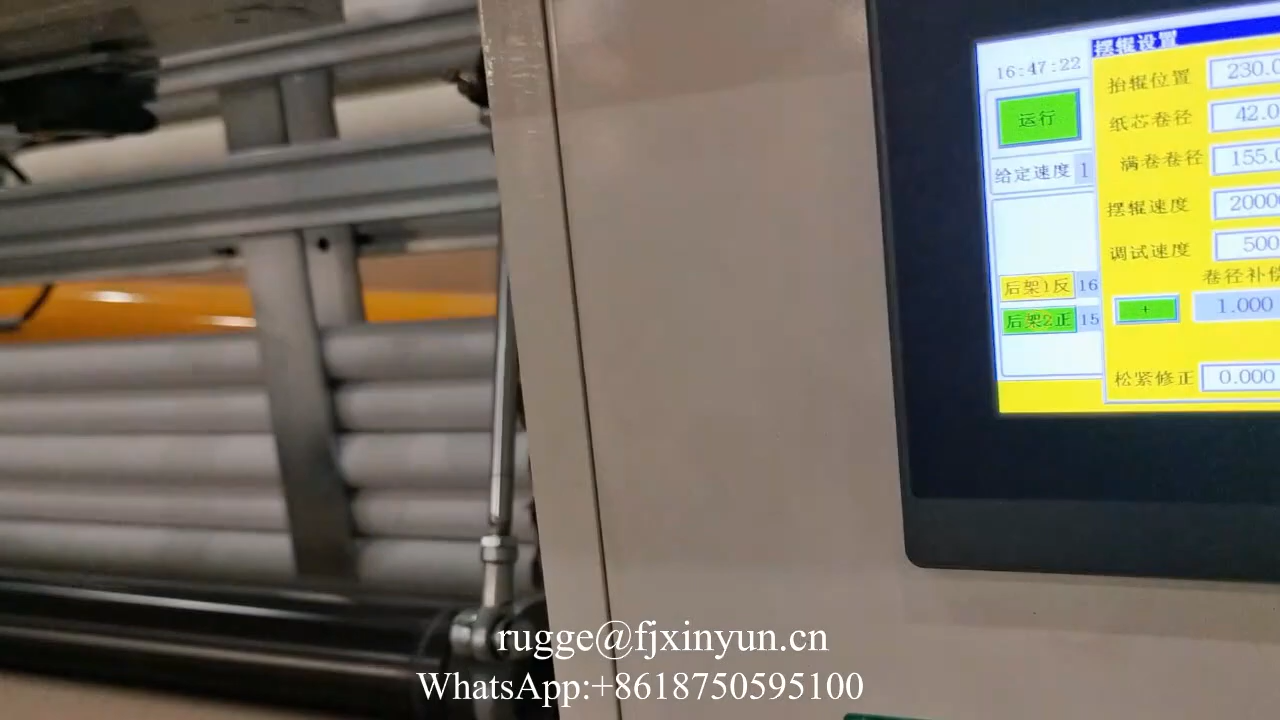 16:47:22
摆辊设置
运行
给定速度 1
后架1反 16
后架2正 15
抬辊位置 230.0
纸芯卷径 42.0
满卷卷径 155.0
摆辊速度 2000
调试速度 500
卷径补偿
+ 1.000
松紧修正 0.000
rugge@fjxinyun.cn
WhatsApp:+8618750595100